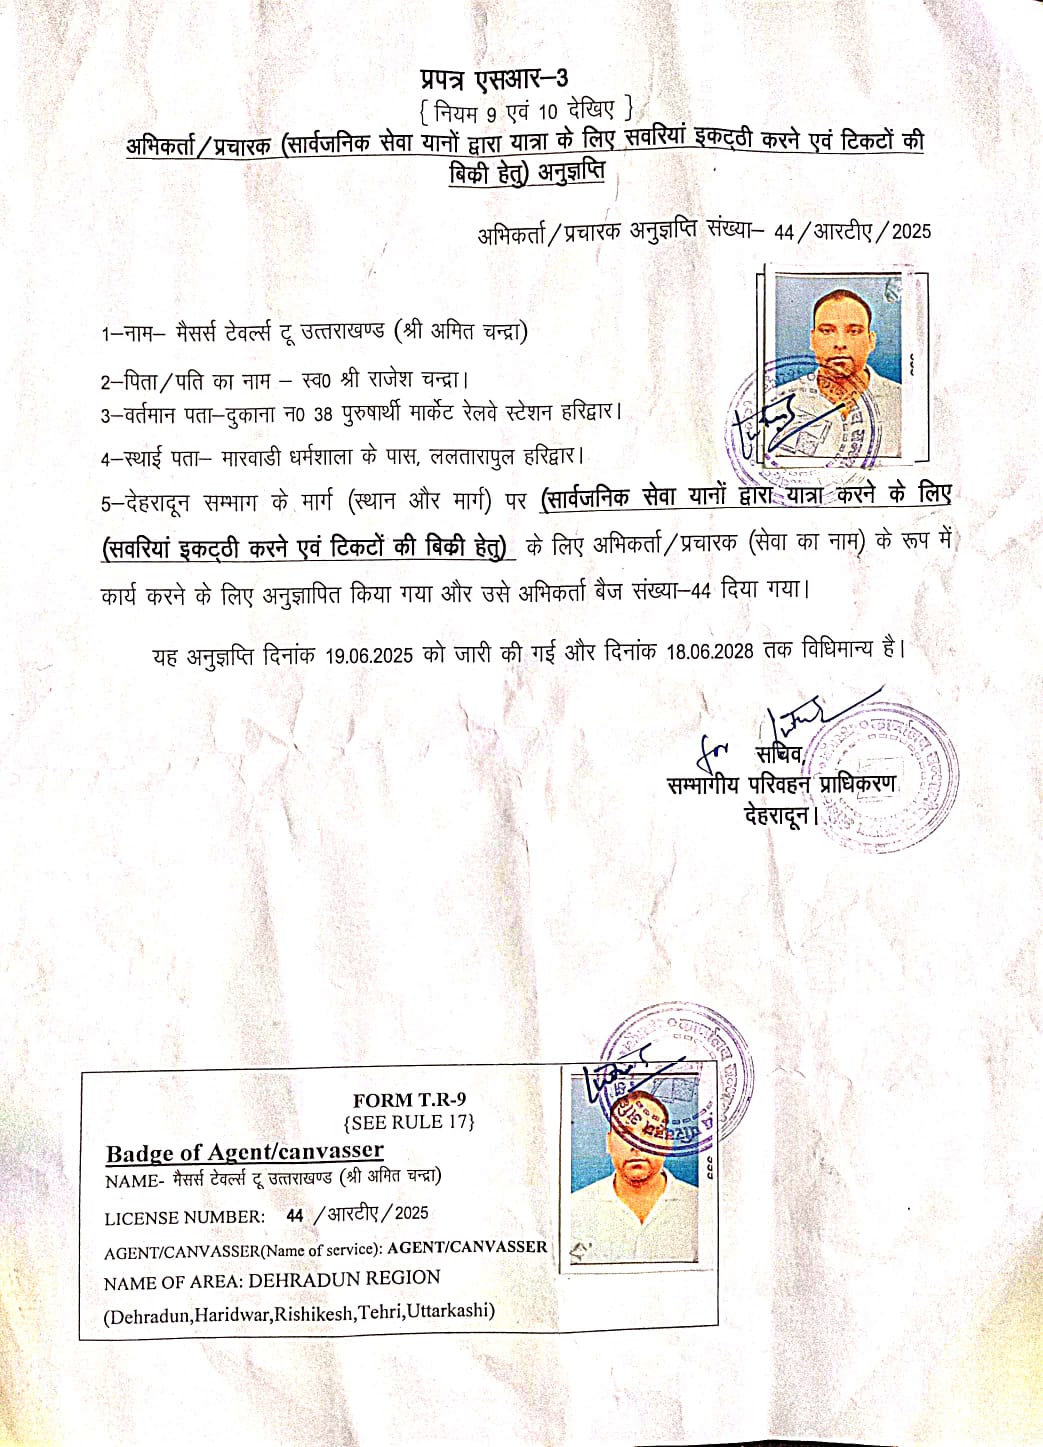 प्रपत्र एसआर–3
{ नियम 9 एवं 10 देखिए }
अभिकर्ता/प्रचारक (सार्वजनिक सेवा यानों द्वारा यात्रा के लिए सवरियां इकट्ठी करने एवं टिकटों की
बिकी हेतु) अनुज्ञप्ति
अभिकर्ता/प्रचारक अनुज्ञप्ति संख्या– 44/आरटीए/2025
1–नाम– मैसर्स टेवर्ल्स टू उत्तराखण्ड (श्री अमित चन्द्रा)
2–पिता/पति का नाम – स्व0 श्री राजेश चन्द्रा।
3–वर्तमान पता–दुकाना न0 38 पुरुषार्थी मार्केट रेलवे स्टेशन हरिद्वार।
4–स्थाई पता– मारवाडी धर्मशाला के पास, ललतारापुल हरिद्वार।
5–देहरादून सम्भाग के मार्ग (स्थान और मार्ग) पर (सार्वजनिक सेवा यानों द्वारा यात्रा करने के लिए
(सवरियां इकट्ठी करने एवं टिकटों की बिकी हेतु) के लिए अभिकर्ता/प्रचारक (सेवा का नाम) के रूप में
कार्य करने के लिए अनुज्ञापित किया गया और उसे अभिकर्ता बैज संख्या–44 दिया गया।
यह अनुज्ञप्ति दिनांक 19.06.2025 को जारी की गई और दिनांक 18.06.2028 तक विधिमान्य है।
for
सचिव,
सम्भागीय परिवहन प्राधिकरण
देहरादून।
FORM T.R-9
{SEE RULE 17}
Badge of Agent/canvasser
NAME- मैसर्स टेवर्ल्स टू उत्तराखण्ड (श्री अमित चन्द्रा)
LICENSE NUMBER: 44 /आरटीए/2025
AGENT/CANVASSER(Name of service): AGENT/CANVASSER
NAME OF AREA: DEHRADUN REGION
(Dehradun,Haridwar,Rishikesh,Tehri,Uttarkashi)